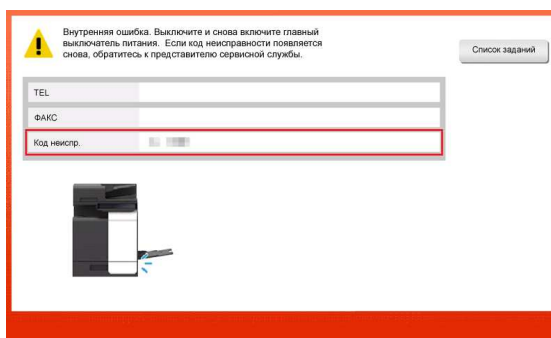 Внутренняя ошибка. Выключите и снова включите главный
выключатель питания. Если код неисправности появляется
снова, обратитесь к представителю сервисной службы.
Список заданий
TEL
ФАКС
Код неиспр.